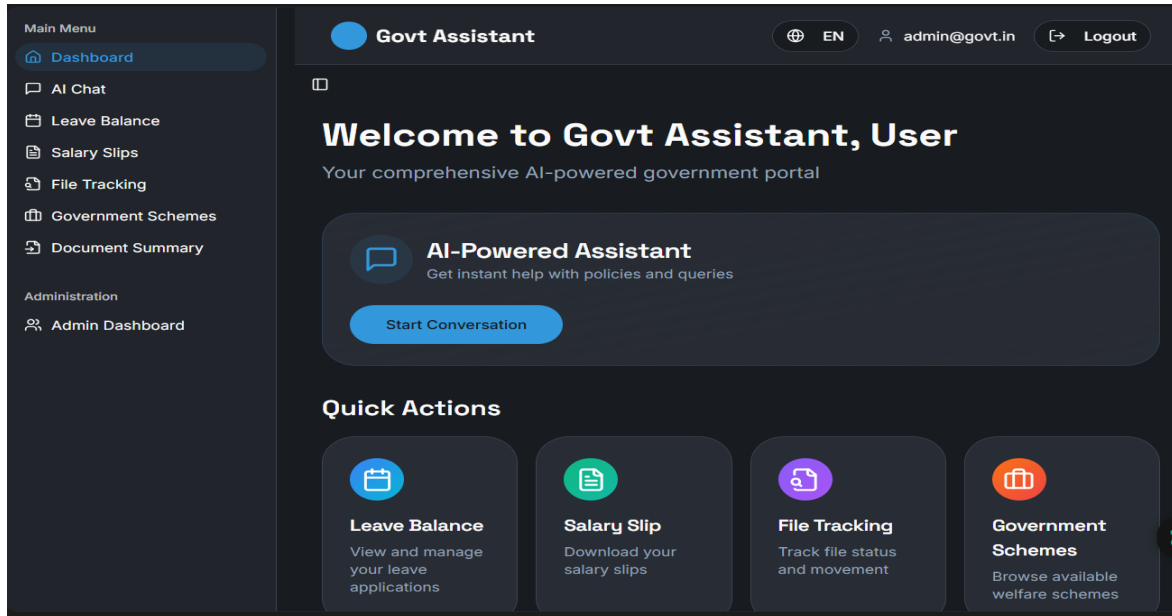 Main Menu
Dashboard
AI Chat
Leave Balance
Salary Slips
File Tracking
Government Schemes
Document Summary
Administration
Admin Dashboard
Govt Assistant
EN
admin@govt.in
Logout
Welcome to Govt Assistant, User
Your comprehensive AI-powered government portal
AI-Powered Assistant
Get instant help with policies and queries
Start Conversation
Quick Actions
Leave Balance
View and manage
your leave
applications
Salary Slip
Download your
salary slips
File Tracking
Track file status
and movement
Government
Schemes
Browse available
welfare schemes